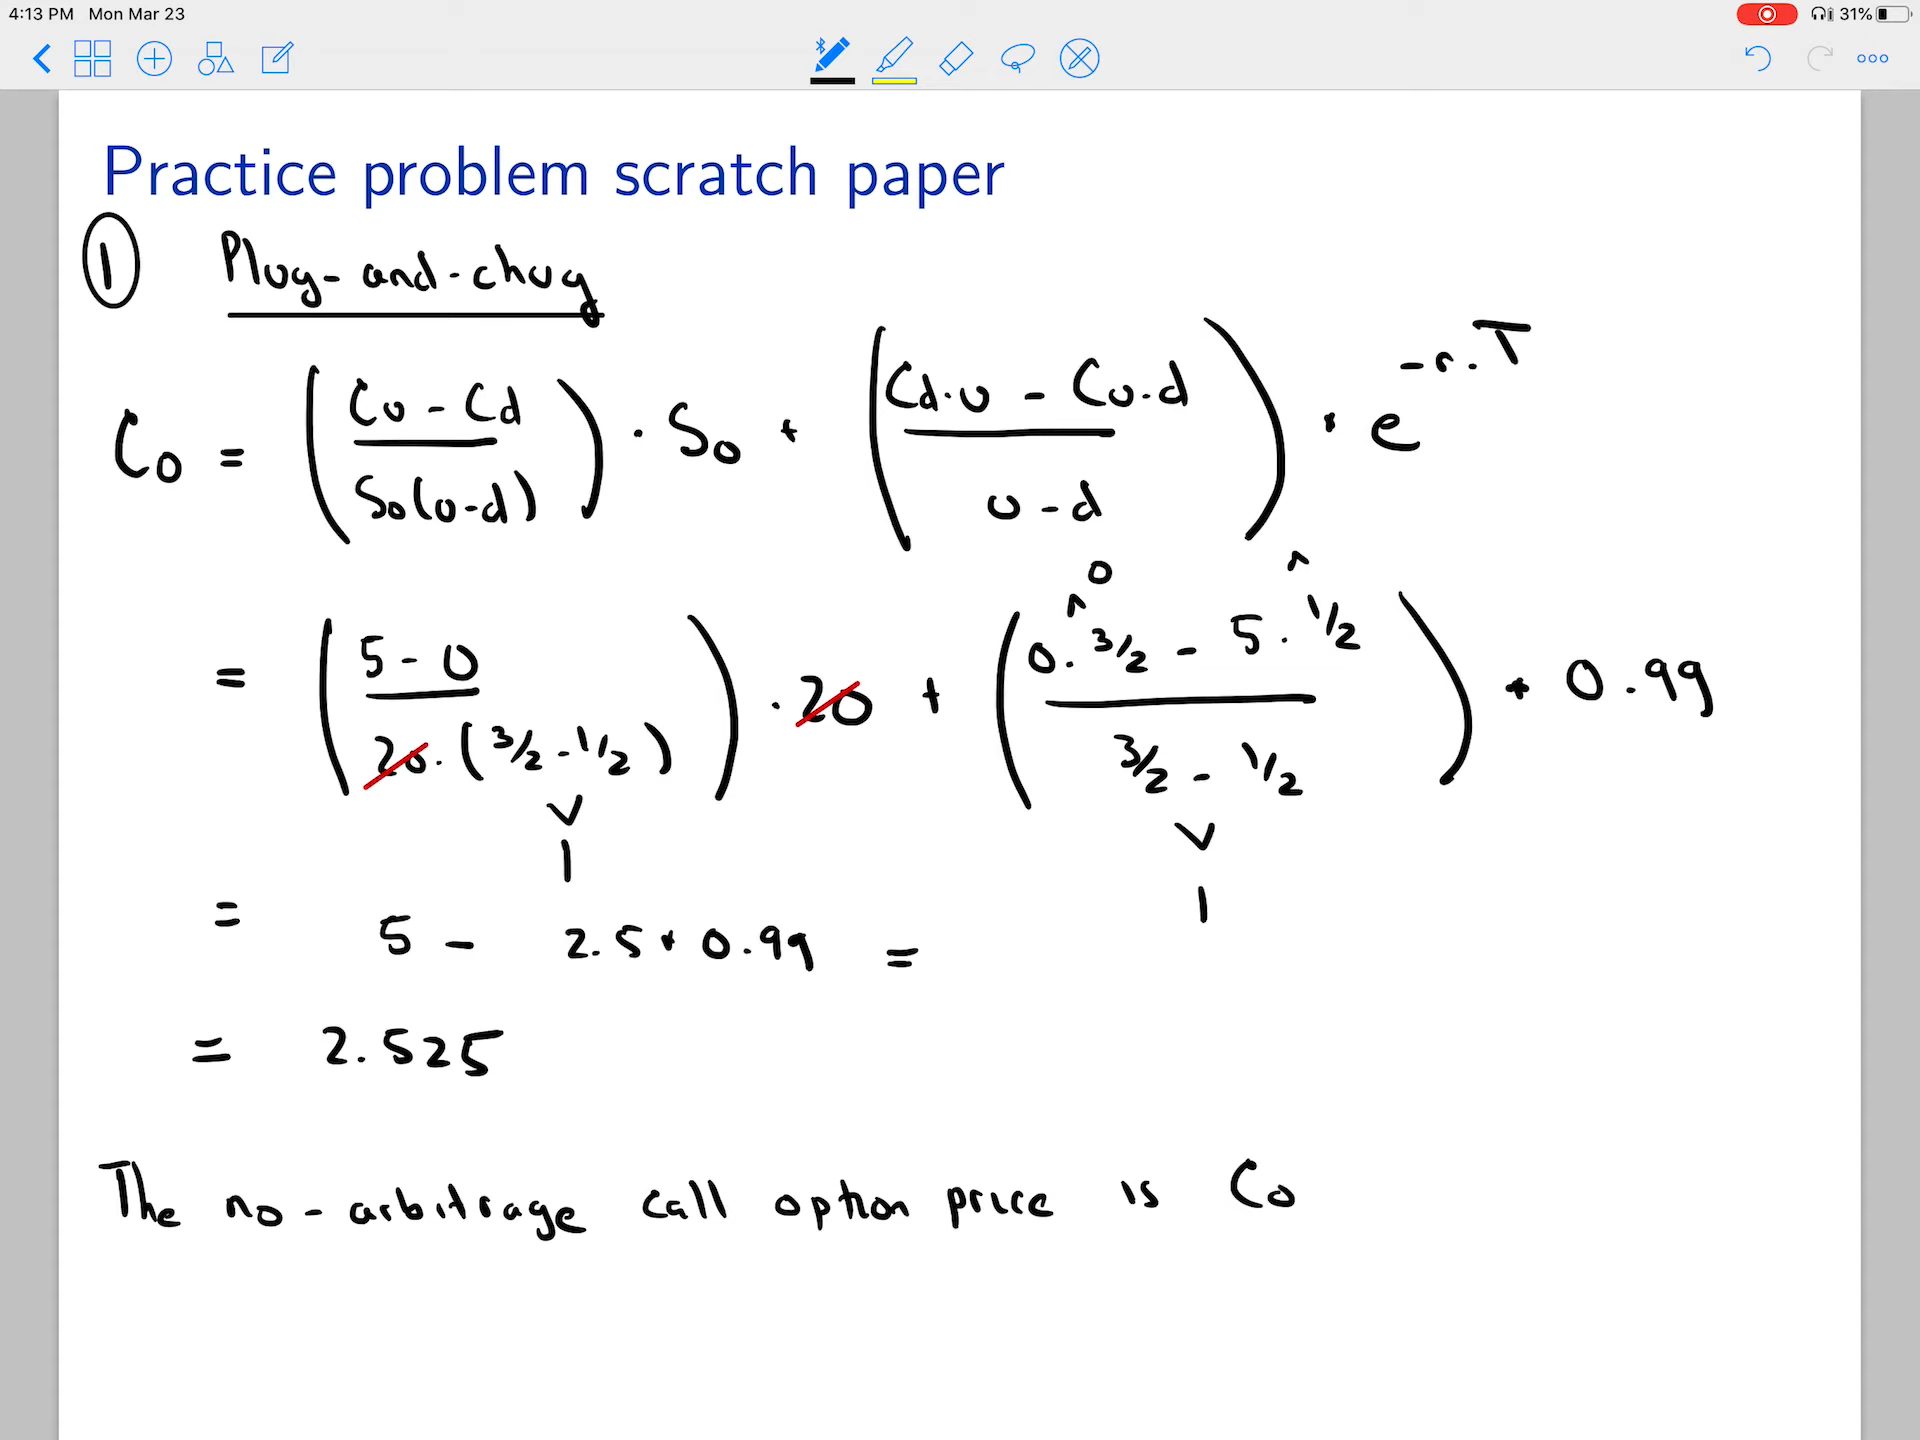 4:13 PM Mon Mar 23
31%
Practice problem scratch paper
① Plug-and-chug
C₀ = ( (Cu - Cd) / (S₀(u-d)) ) · S₀ + ( (Cd·u - Cu·d) / (u-d) ) · e^(-r·T)
= ( (5-0) / (20·(3/2-1/2)) ) · 20 + ( (0·3/2 - 5·1/2) / (3/2 - 1/2) ) · 0.99
0
1
1
= 5 - 2.5 · 0.99 =
= 2.525
The no-arbitrage call option price is C₀